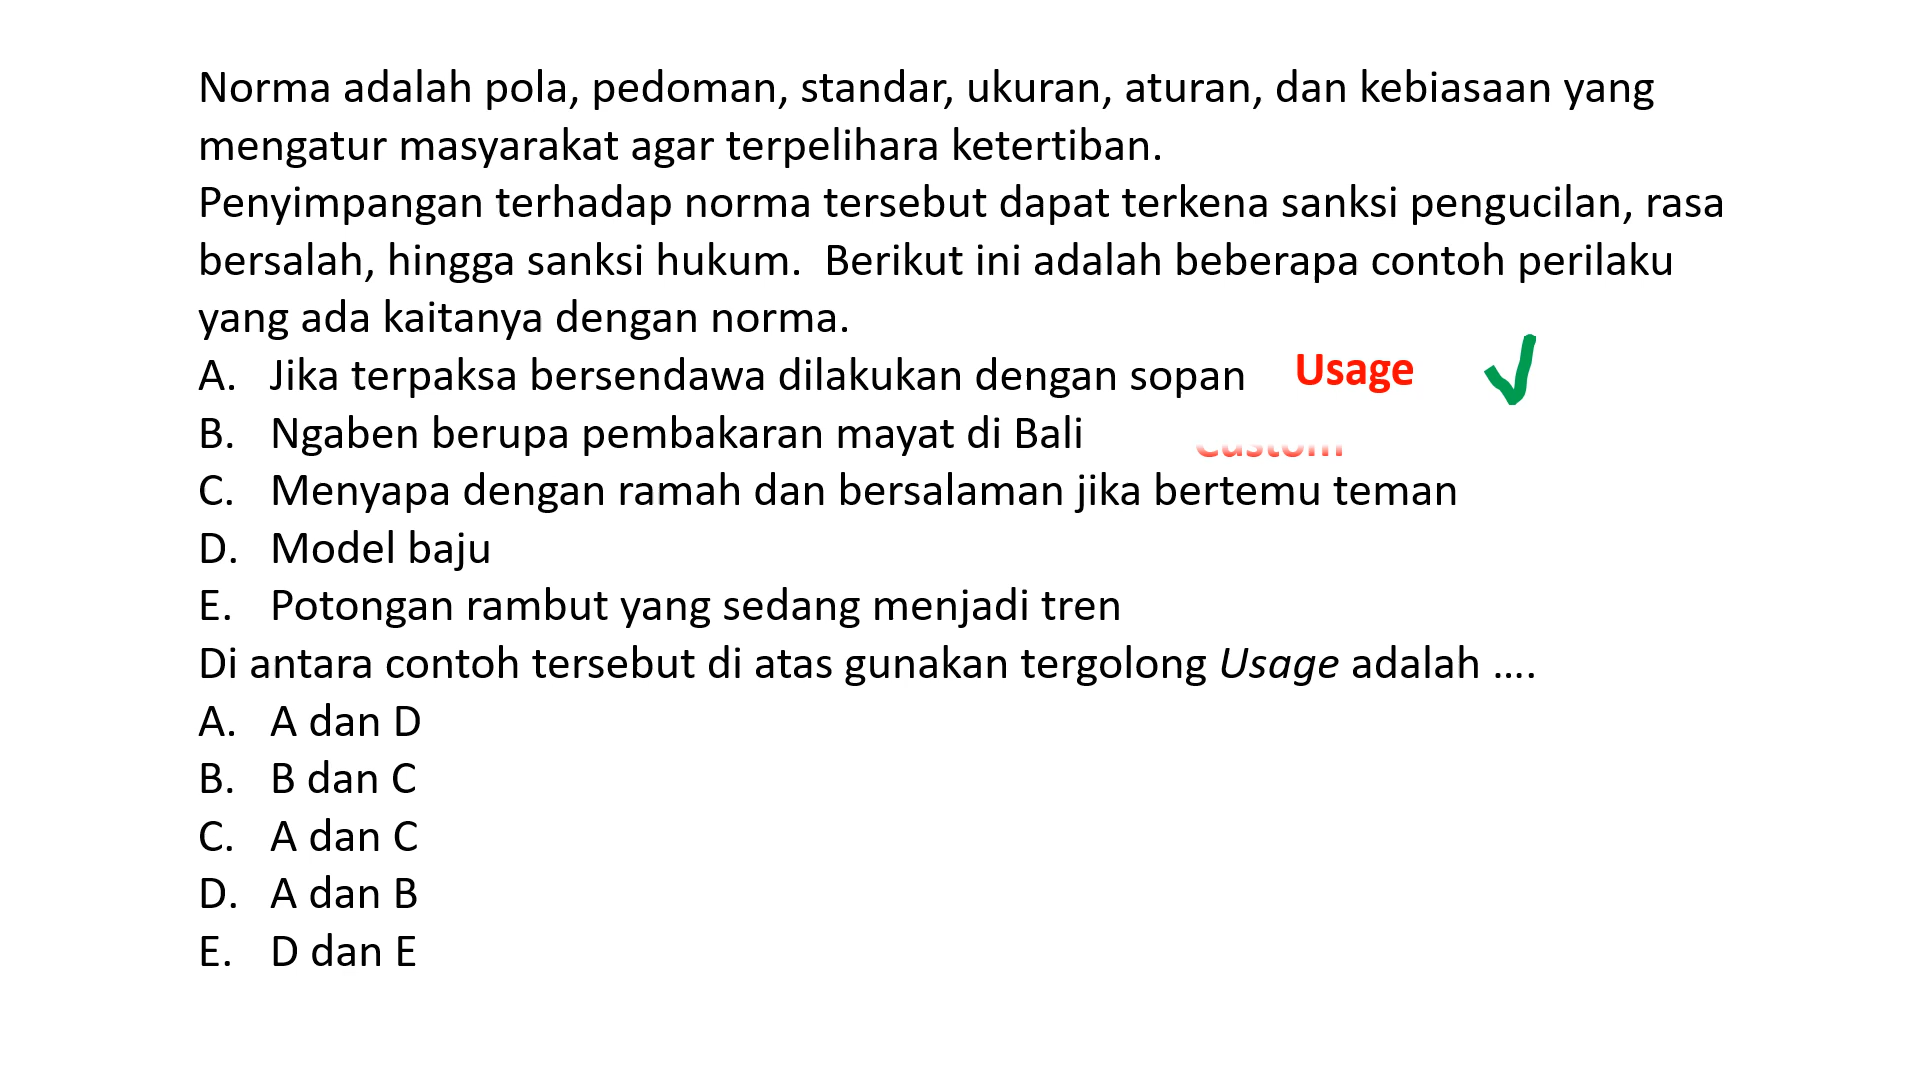 Norma adalah pola, pedoman, standar, ukuran, aturan, dan kebiasaan yang
mengatur masyarakat agar terpelihara ketertiban.
Penyimpangan terhadap norma tersebut dapat terkena sanksi pengucilan, rasa
bersalah, hingga sanksi hukum.  Berikut ini adalah beberapa contoh perilaku
yang ada kaitanya dengan norma.
A. Jika terpaksa bersendawa dilakukan dengan sopan Usage
B. Ngaben berupa pembakaran mayat di Bali
C. Menyapa dengan ramah dan bersalaman jika bertemu teman
D. Model baju
E. Potongan rambut yang sedang menjadi tren
Di antara contoh tersebut di atas gunakan tergolong Usage adalah ....
A. A dan D
B. B dan C
C. A dan C
D. A dan B
E. D dan E